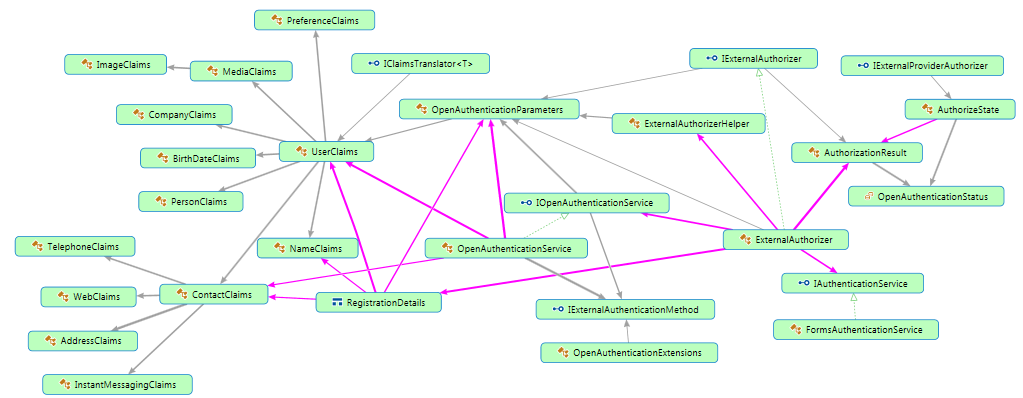 PreferenceClaims
ImageClaims
MediaClaims
IClaimsTranslator<T>
IExternalAuthorizer
IExternalProviderAuthorizer
CompanyClaims
OpenAuthenticationParameters
ExternalAuthorizerHelper
AuthorizeState
BirthDateClaims
UserClaims
AuthorizationResult
PersonClaims
IOpenAuthenticationService
OpenAuthenticationStatus
TelephoneClaims
NameClaims
OpenAuthenticationService
ExternalAuthorizer
WebClaims
ContactClaims
RegistrationDetails
IExternalAuthenticationMethod
IAuthenticationService
AddressClaims
OpenAuthenticationExtensions
FormsAuthenticationService
InstantMessagingClaims